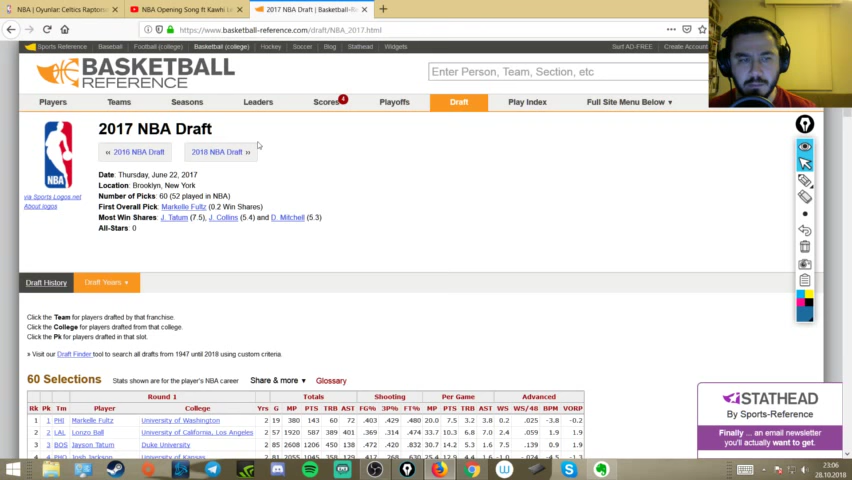 NBA | Oyunlar: Celtics Raptors
NBA Opening Song ft Kawhi Le
2017 NBA Draft | Basketball-Re
https://www.basketball-reference.com/draft/NBA_2017.html
Sports Reference Baseball Football (college) Basketball (college) Hockey Soccer Blog Stathead Widgets Surf AD-FREE Create Account
BASKETBALL
REFERENCE
Enter Person, Team, Section, etc
Players Teams Seasons Leaders Scores 4 Playoffs Draft Play Index Full Site Menu Below ▼
2017 NBA Draft
« 2016 NBA Draft 2018 NBA Draft »
NBA
via Sports Logos.net
About logos
Date: Thursday, June 22, 2017
Location: Brooklyn, New York
Number of Picks: 60 (52 played in NBA)
First Overall Pick: Markelle Fultz (0.2 Win Shares)
Most Win Shares: J. Tatum (7.5), J. Collins (5.4) and D. Mitchell (5.3)
All-Stars: 0
Draft History Draft Years ▼
Click the Team for players drafted by that franchise.
Click the College for players drafted from that college.
Click the Pk for players picked in that slot.
» Visit our Draft Finder tool to search all drafts from 1947 until 2018 using custom criteria.
60 Selections Stats shown are for the player's NBA career Share & more ▼ Glossary
Round 1 Totals Shooting Per Game Advanced
Rk Pk Tm Player College Yrs G MP PTS TRB AST FG% 3P% FT% MP PTS TRB AST WS WS/48 BPM VORP
1 1 PHI Markelle Fultz University of Washington 2 19 380 143 60 72 .403 .429 .480 20.0 7.5 3.2 3.8 0.2 .025 -3.8 -0.2
2 2 LAL Lonzo Ball University of California, Los Angeles 2 57 1920 587 389 401 .369 .314 .474 33.7 10.3 6.8 7.0 2.4 .059 1.9 1.9
3 3 BOS Jayson Tatum Duke University 2 85 2608 1206 450 138 .472 .420 .832 30.7 14.2 5.3 1.6 7.5 .139 0.9 1.9
4 4 PHO Josh Jackson University of Kansas
STATHEAD
By Sports-Reference
Finally ... an email newsletter
you'll actually want to get.
23:06
28.10.2018